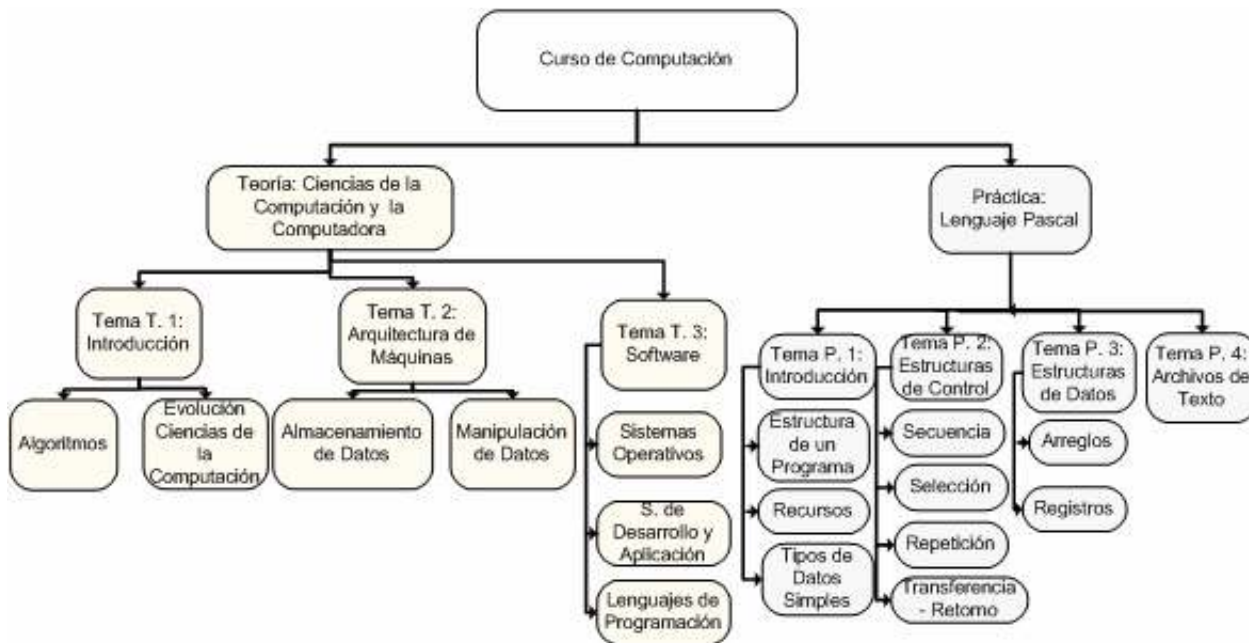 Curso de Computación
Teoría: Ciencias de la
Computación y la
Computadora
Práctica:
Lenguaje Pascal
Tema T. 1:
Introducción
Tema T. 2:
Arquitectura de
Máquinas
Tema T. 3:
Software
Tema P. 1:
Introducción
Tema P. 2:
Estructuras
de Control
Tema P. 3:
Estructuras
de Datos
Tema P. 4:
Archivos de
Texto
Algoritmos
Evolución
Ciencias de
la
Computación
Almacenamiento
de Datos
Manipulación
de Datos
Sistemas
Operativos
S. de
Desarrollo y
Aplicación
Lenguajes de
Programación
Estructura
de un
Programa
Recursos
Tipos de
Datos
Simples
Secuencia
Selección
Repetición
Transferencia
- Retorno
Arreglos
Registros